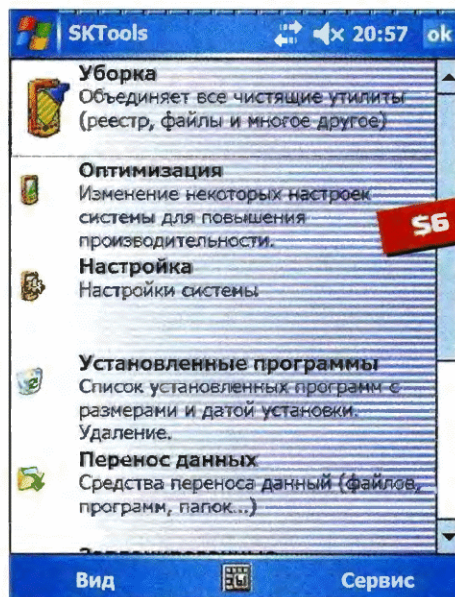 SKTools 20:57 ok
Уборка
Объединяет все чистящие утилиты
(реестр, файлы и многое другое)
Оптимизация
Изменение некоторых настроек
системы для повышения
производительности.
$6
Настройка
Настройки системы
Установленные программы
Список установленных программ с
размерами и датой установки.
Удаление.
Перенос данных
Средства переноса данный (файлов,
программ, папок...)
Вид Сервис